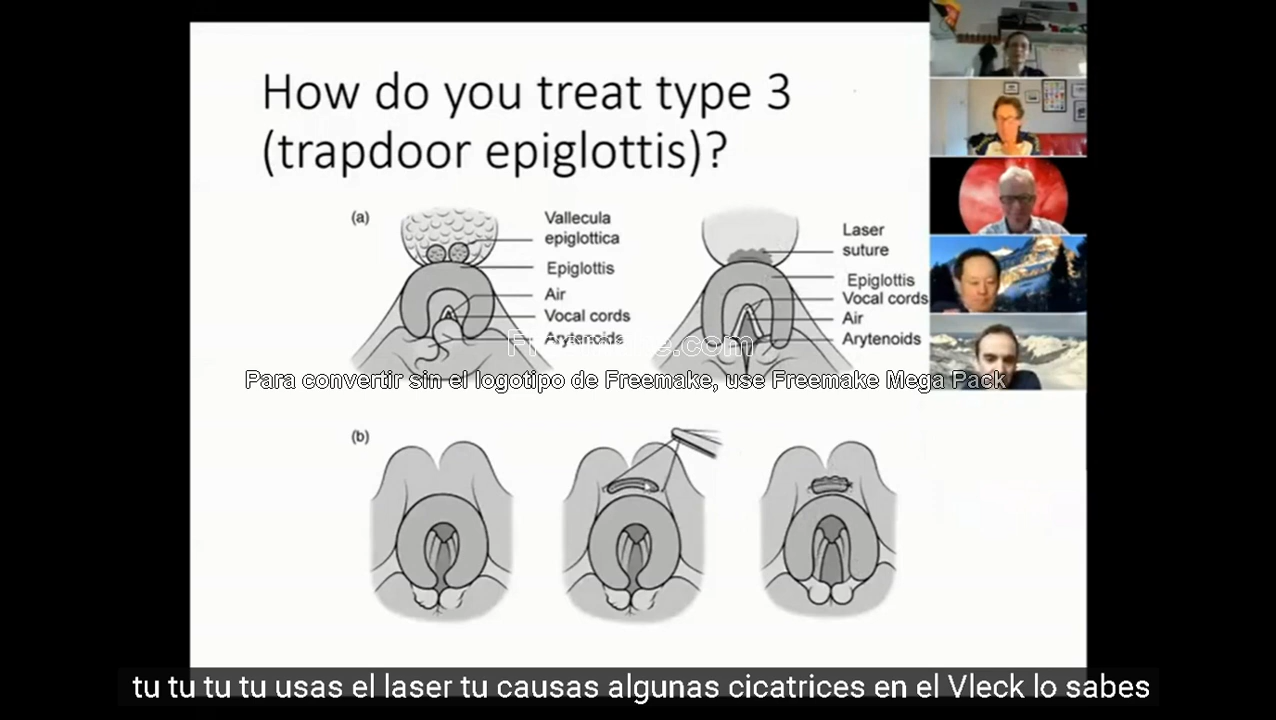 How do you treat type 3
(trapdoor epiglottis)?
(a)
Vallecula
epiglottica
Epiglottis
Air
Vocal cords
Arytenoids
Laser
suture
Epiglottis
Vocal cords
Air
Arytenoids
Freemake.com
Para convertir sin el logotipo de Freemake, use Freemake Mega Pack
(b)
tu tu tu tu usas el laser tu causas algunas cicatrices en el Vleck lo sabes